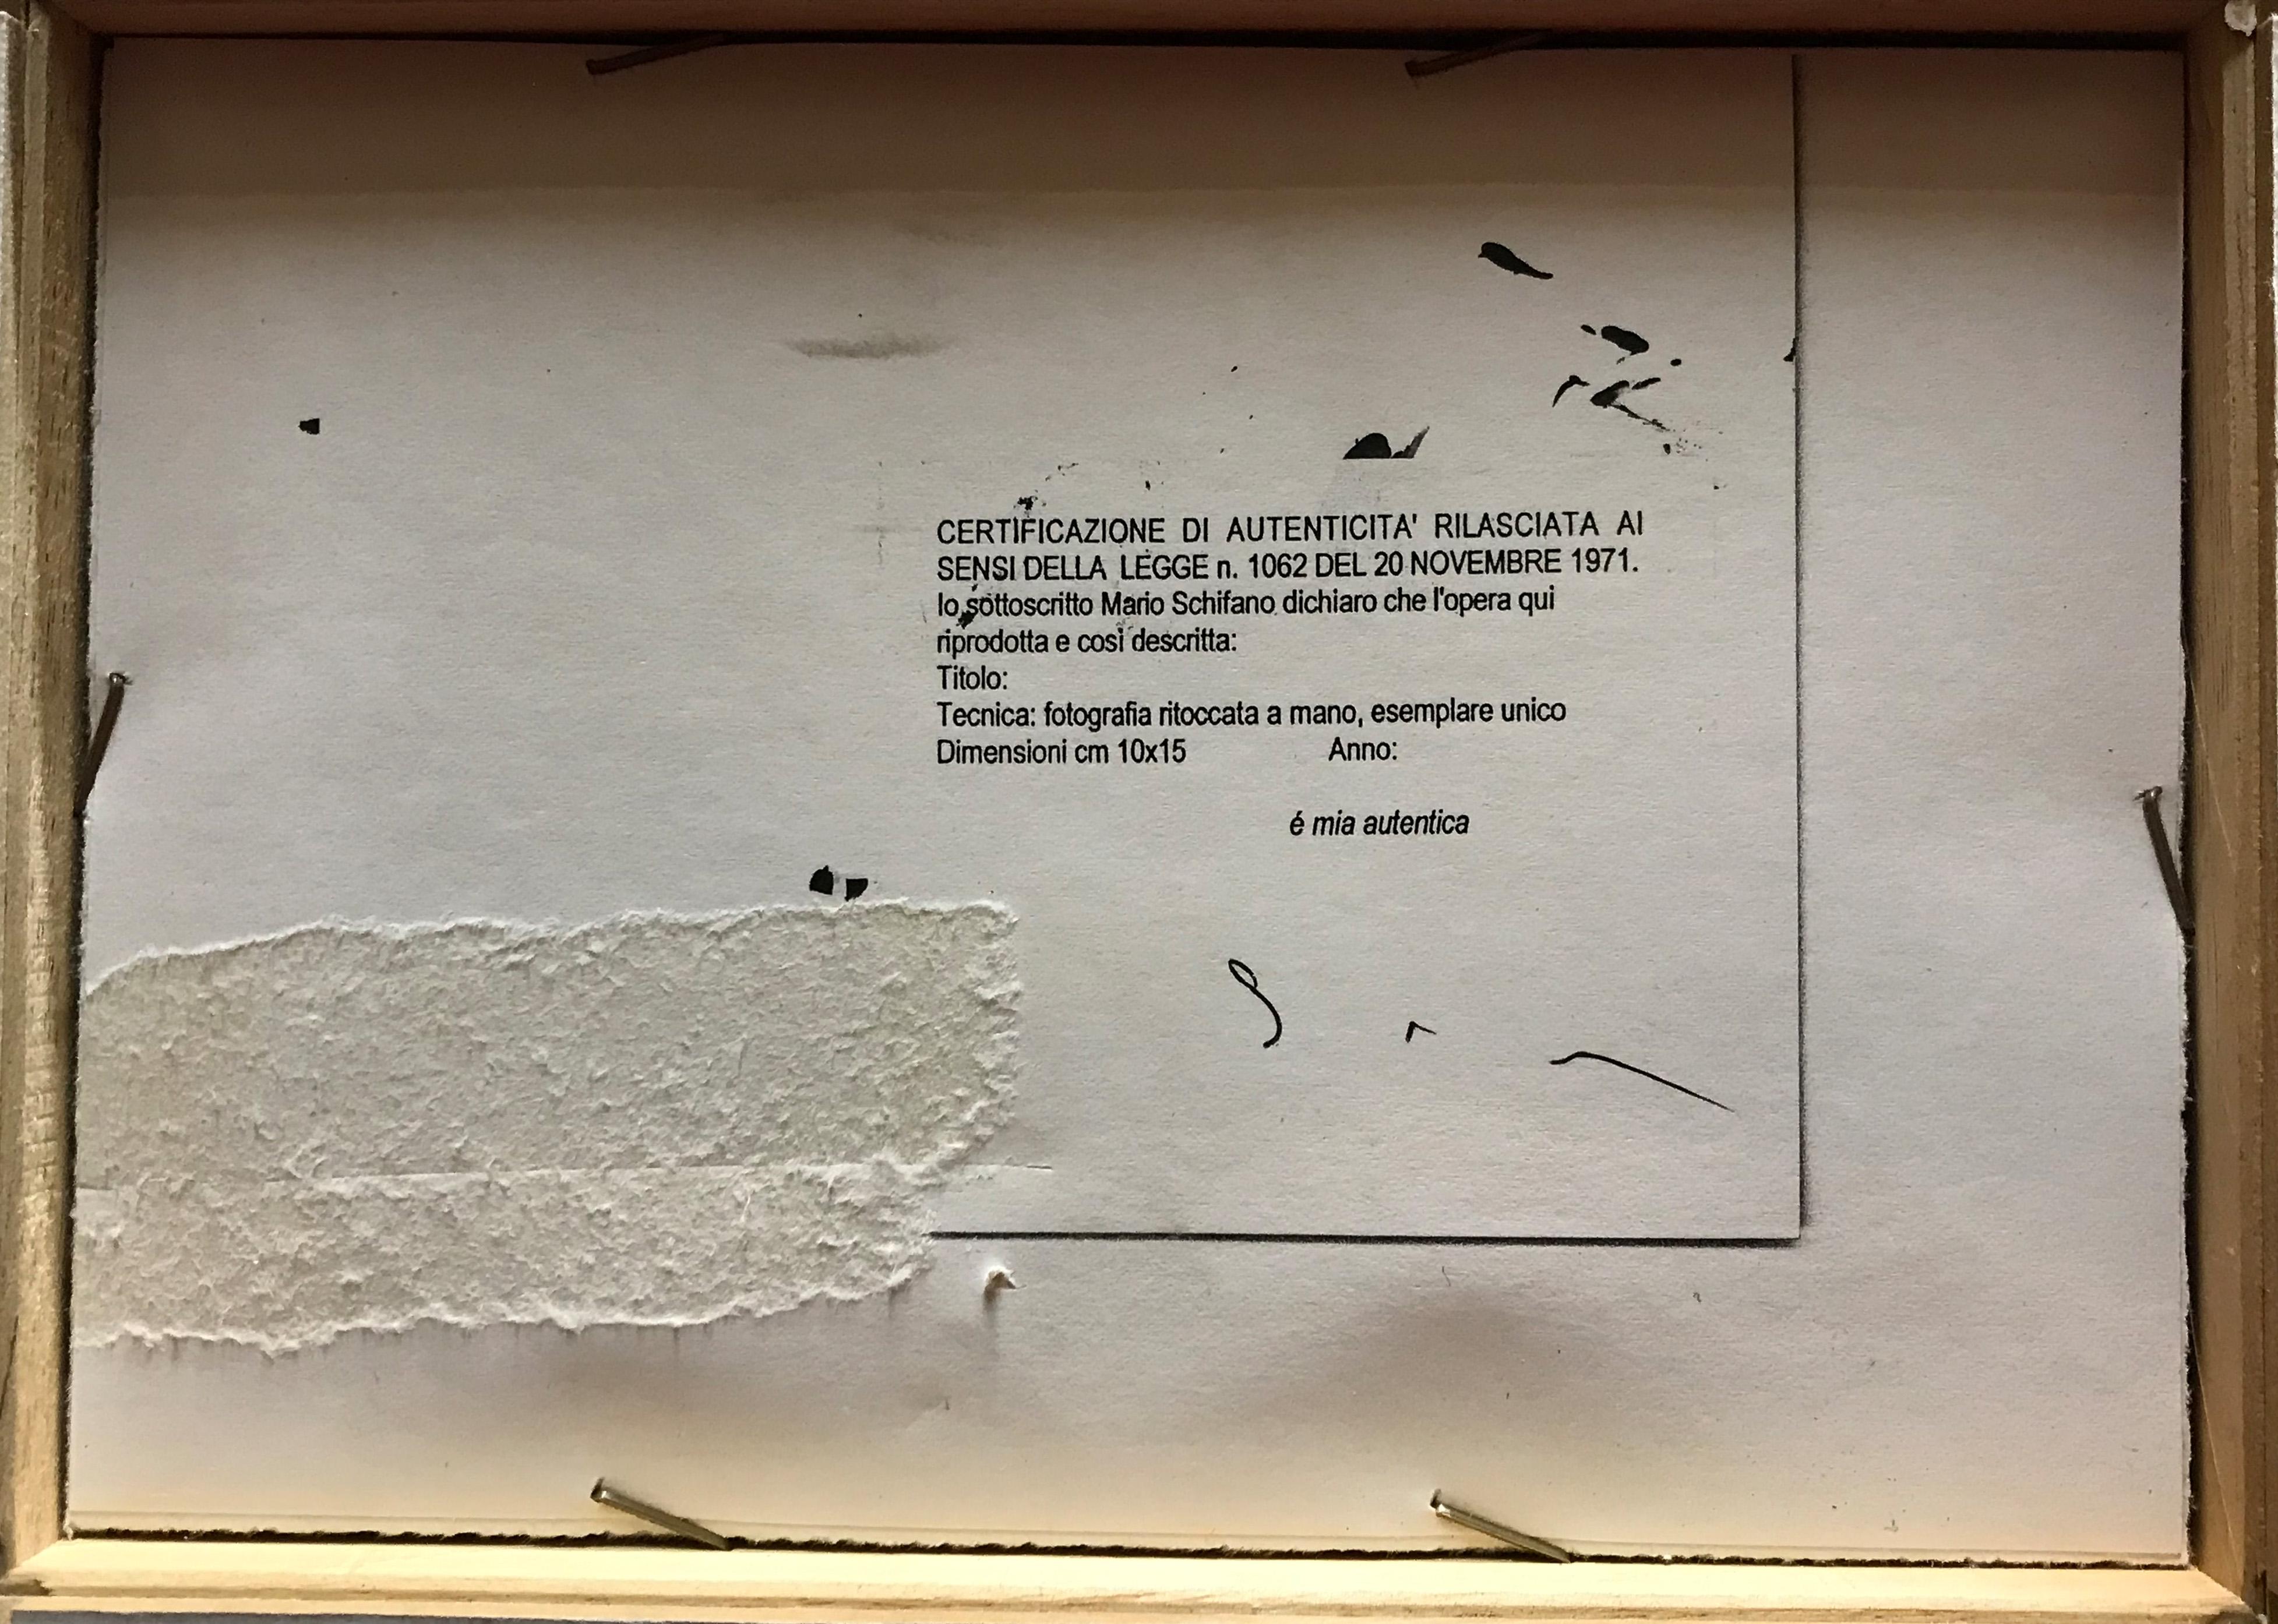 CERTIFICAZIONE DI AUTENTICITA' RILASCIATA AI
SENSI DELLA LEGGE n. 1062 DEL 20 NOVEMBRE 1971.
Io sottoscritto Mario Schifano dichiaro che l'opera qui
riprodotta e così descritta:
Titolo:
Tecnica: fotografia ritoccata a mano, esemplare unico
Dimensioni cm 10x15 Anno:
é mia autentica